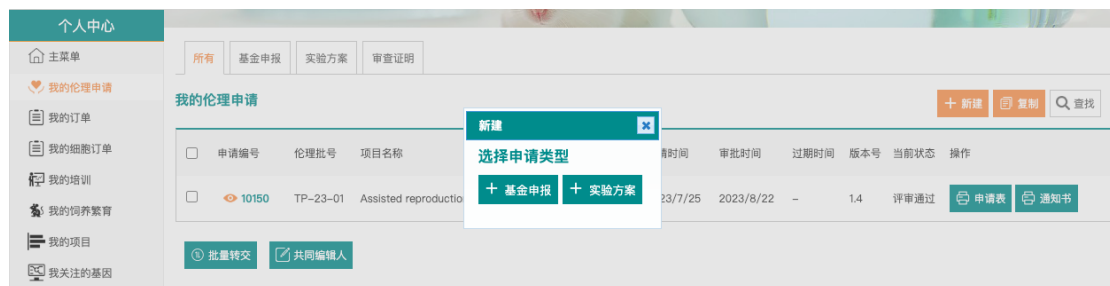 个人中心
主菜单
我的伦理申请
我的订单
我的细胞订单
我的培训
我的饲养繁育
我的项目
我关注的基因
所有 基金申报 实验方案 审查证明
我的伦理申请
新建 复制 查找
新建
选择申请类型
基金申报 实验方案
申请编号 伦理批号 项目名称 请时间 审批时间 过期时间 版本号 当前状态 操作
10150 TP-23-01 Assisted reproductio 23/7/25 2023/8/22 – 1.4 评审通过 申请表 通知书
批量转交 共同编辑人